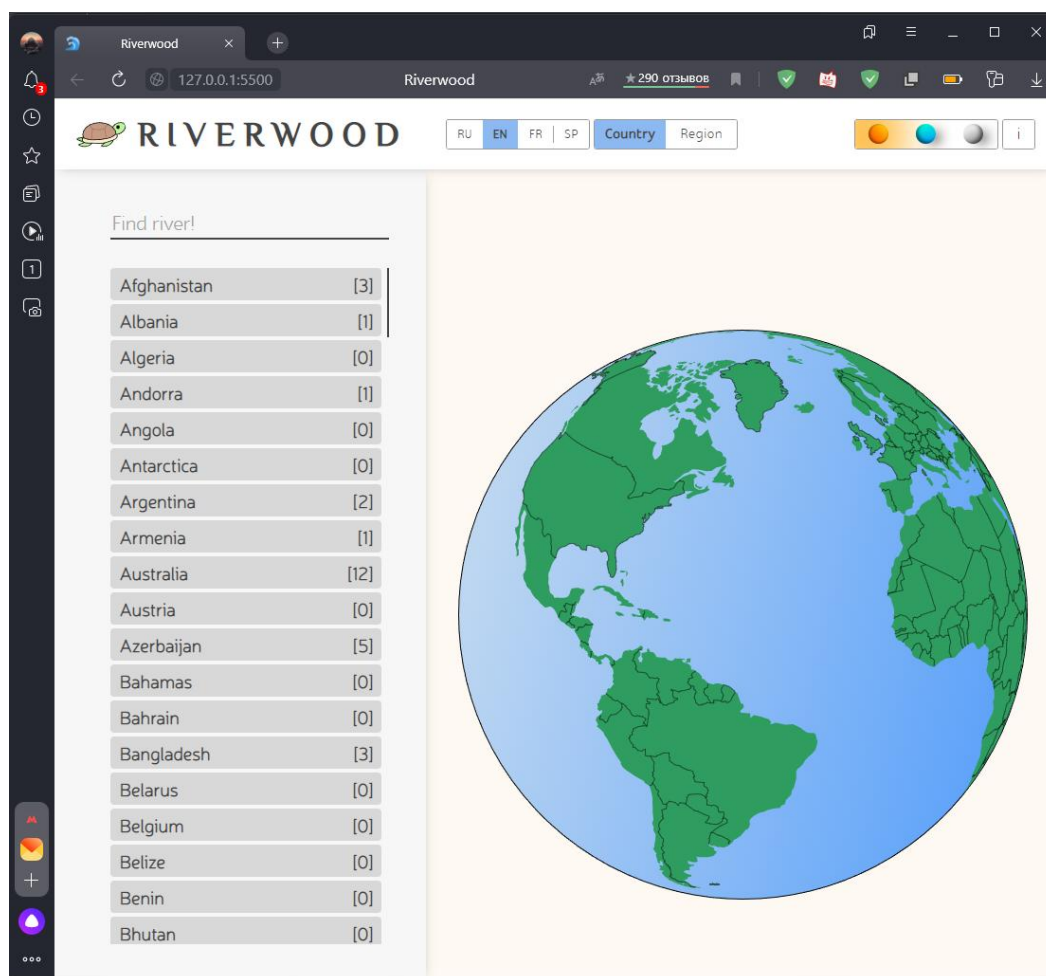 Riverwood
3
127.0.0.1:5500
Riverwood
290 отзывов
RIVERWOOD
RU EN FR SP
Country Region
i
Find river!
1
Afghanistan [3]
Albania [1]
Algeria [0]
Andorra [1]
Angola [0]
Antarctica [0]
Argentina [2]
Armenia [1]
Australia [12]
Austria [0]
Azerbaijan [5]
Bahamas [0]
Bahrain [0]
Bangladesh [3]
Belarus [0]
Belgium [0]
Belize [0]
Benin [0]
Bhutan [0]